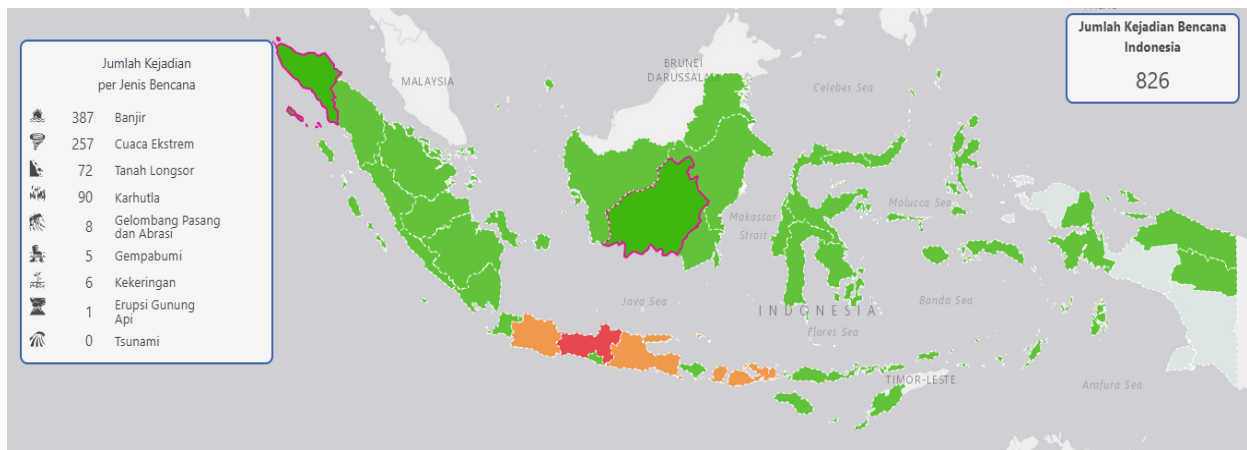 Jumlah Kejadian
per Jenis Bencana
387 Banjir
257 Cuaca Ekstrem
72 Tanah Longsor
90 Karhutla
8 Gelombang Pasang
dan Abrasi
5 Gempabumi
6 Kekeringan
1 Erupsi Gunung
Api
0 Tsunami
Jumlah Kejadian Bencana
Indonesia
826
MALAYSIA
BRUNEI
DARUSSALAM
Celebes Sea
Makassar
Strait
Molucca Sea
Java Sea
Banda Sea
INDONESIA
Flores Sea
TIMOR-LESTE
Arafura Sea